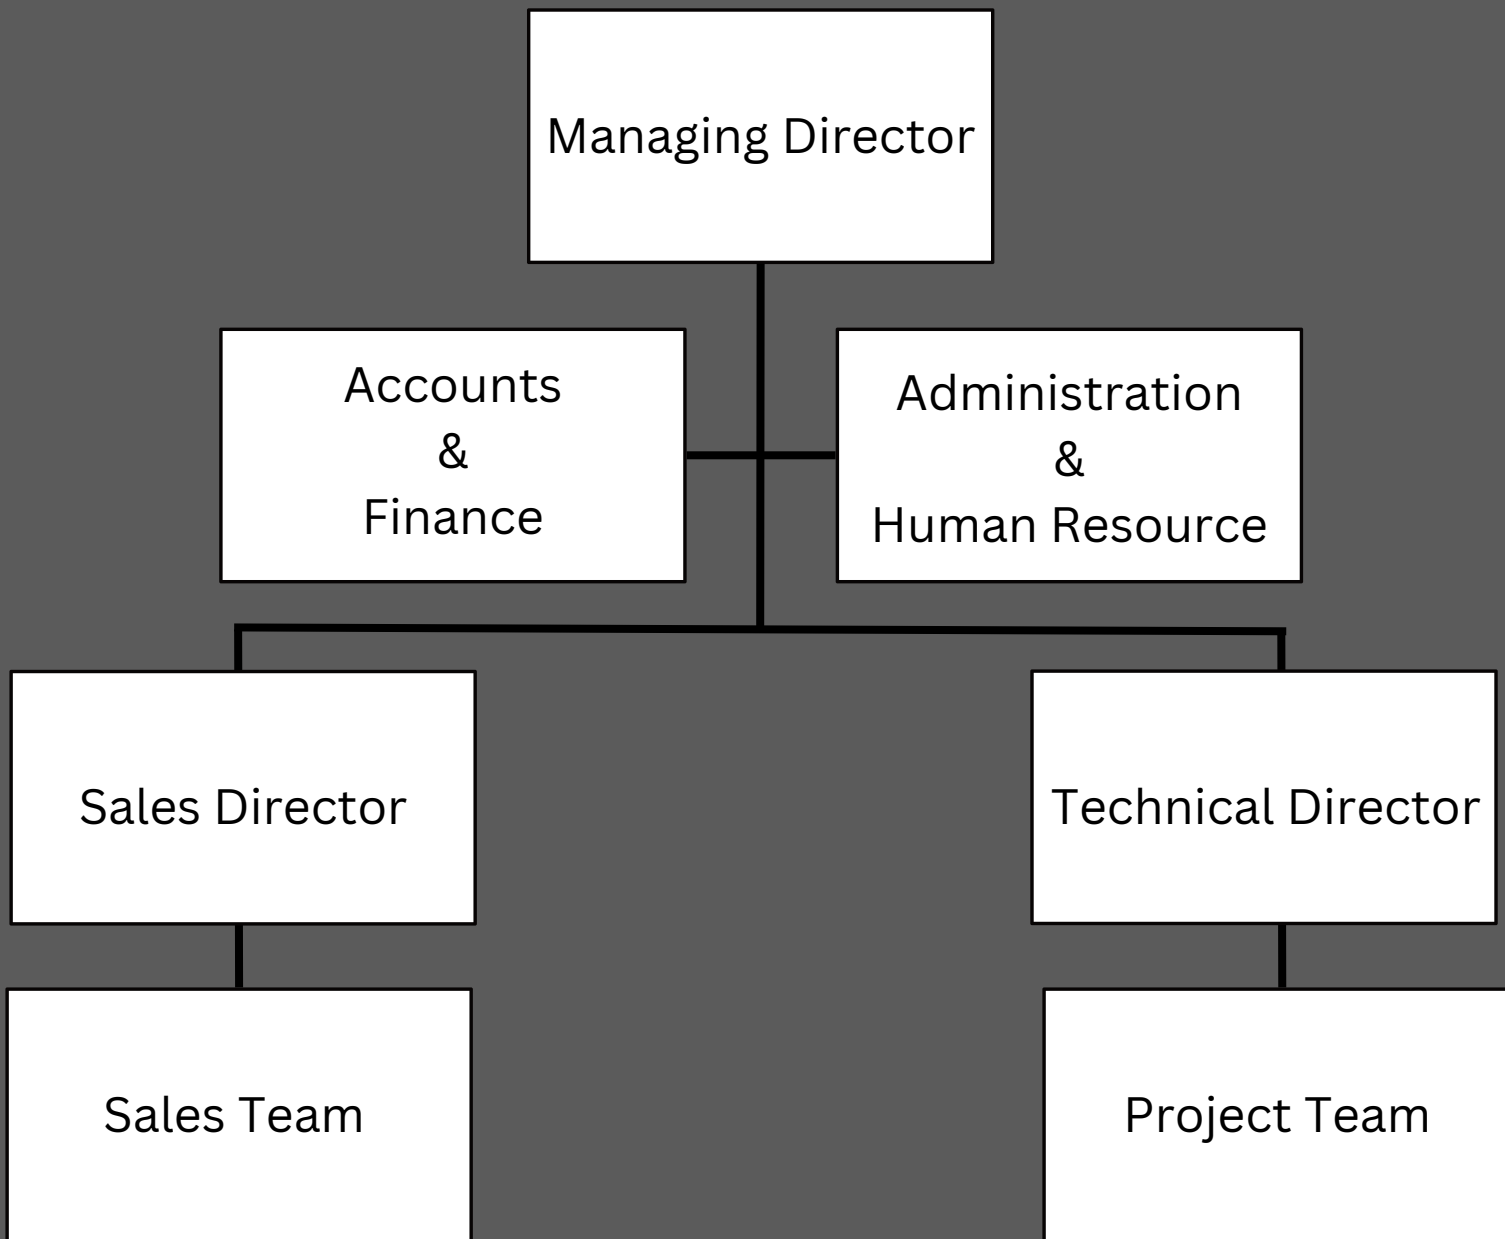 Managing Director
Accounts
&
Finance
Administration
&
Human Resource
Sales Director
Technical Director
Sales Team
Project Team